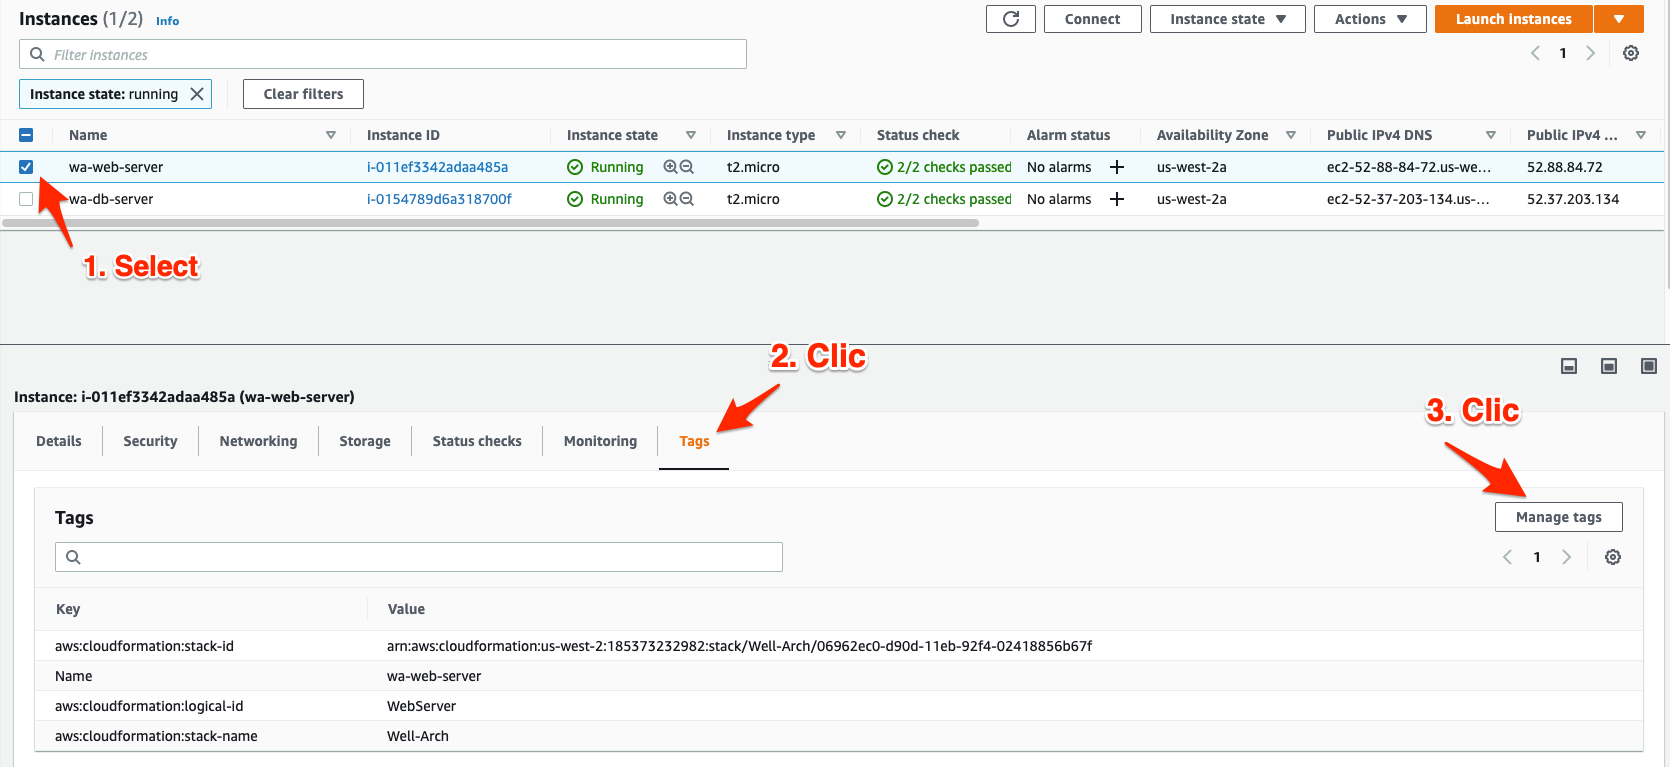 Instances (1/2) Info
Connect Instance state Actions Launch instances
Filter instances
1
Instance state: running Clear filters
Name Instance ID Instance state Instance type Status check Alarm status Availability Zone Public IPv4 DNS Public IPv4 ...
wa-web-server i-011ef3342adaa485a Running t2.micro 2/2 checks passed No alarms + us-west-2a ec2-52-88-84-72.us-we... 52.88.84.72
wa-db-server i-0154789d6a318700f Running t2.micro 2/2 checks passed No alarms + us-west-2a ec2-52-37-203-134.us-... 52.37.203.134
1. Select
2. Clic
Instance: i-011ef3342adaa485a (wa-web-server)
3. Clic
Details Security Networking Storage Status checks Monitoring Tags
Tags Manage tags
1
Key Value
aws:cloudformation:stack-id arn:aws:cloudformation:us-west-2:185373232982:stack/Well-Arch/06962ec0-d90d-11eb-92f4-02418856b67f
Name wa-web-server
aws:cloudformation:logical-id WebServer
aws:cloudformation:stack-name Well-Arch